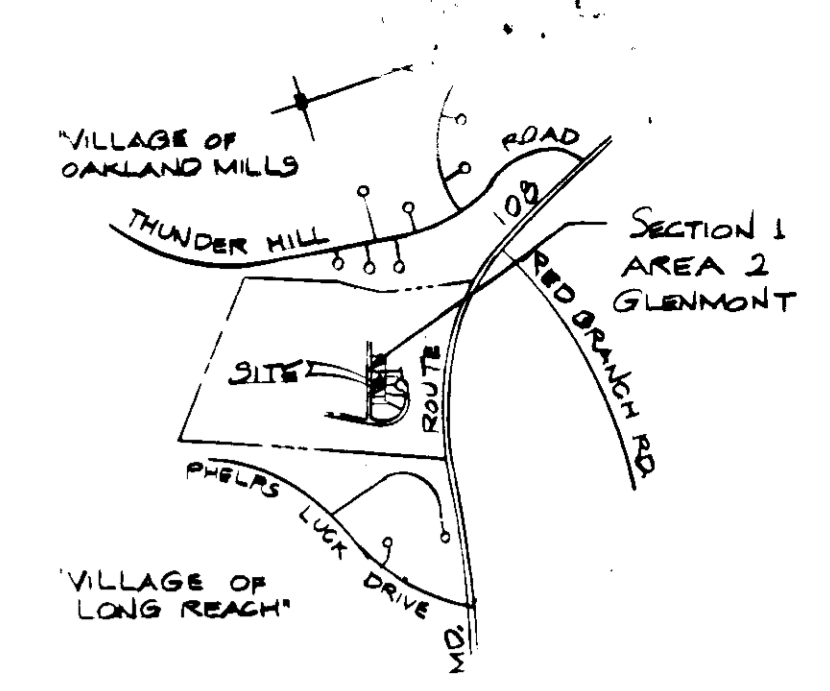 "VILLAGE OF
OAKLAND MILLS
THUNDER HILL ROAD
SECTION 1
AREA 2
GLENMONT
RED BRANCH RD.
SITE
MD. ROUTE 108
PHELPS LUCK DRIVE
"VILLAGE OF
LONG REACH"